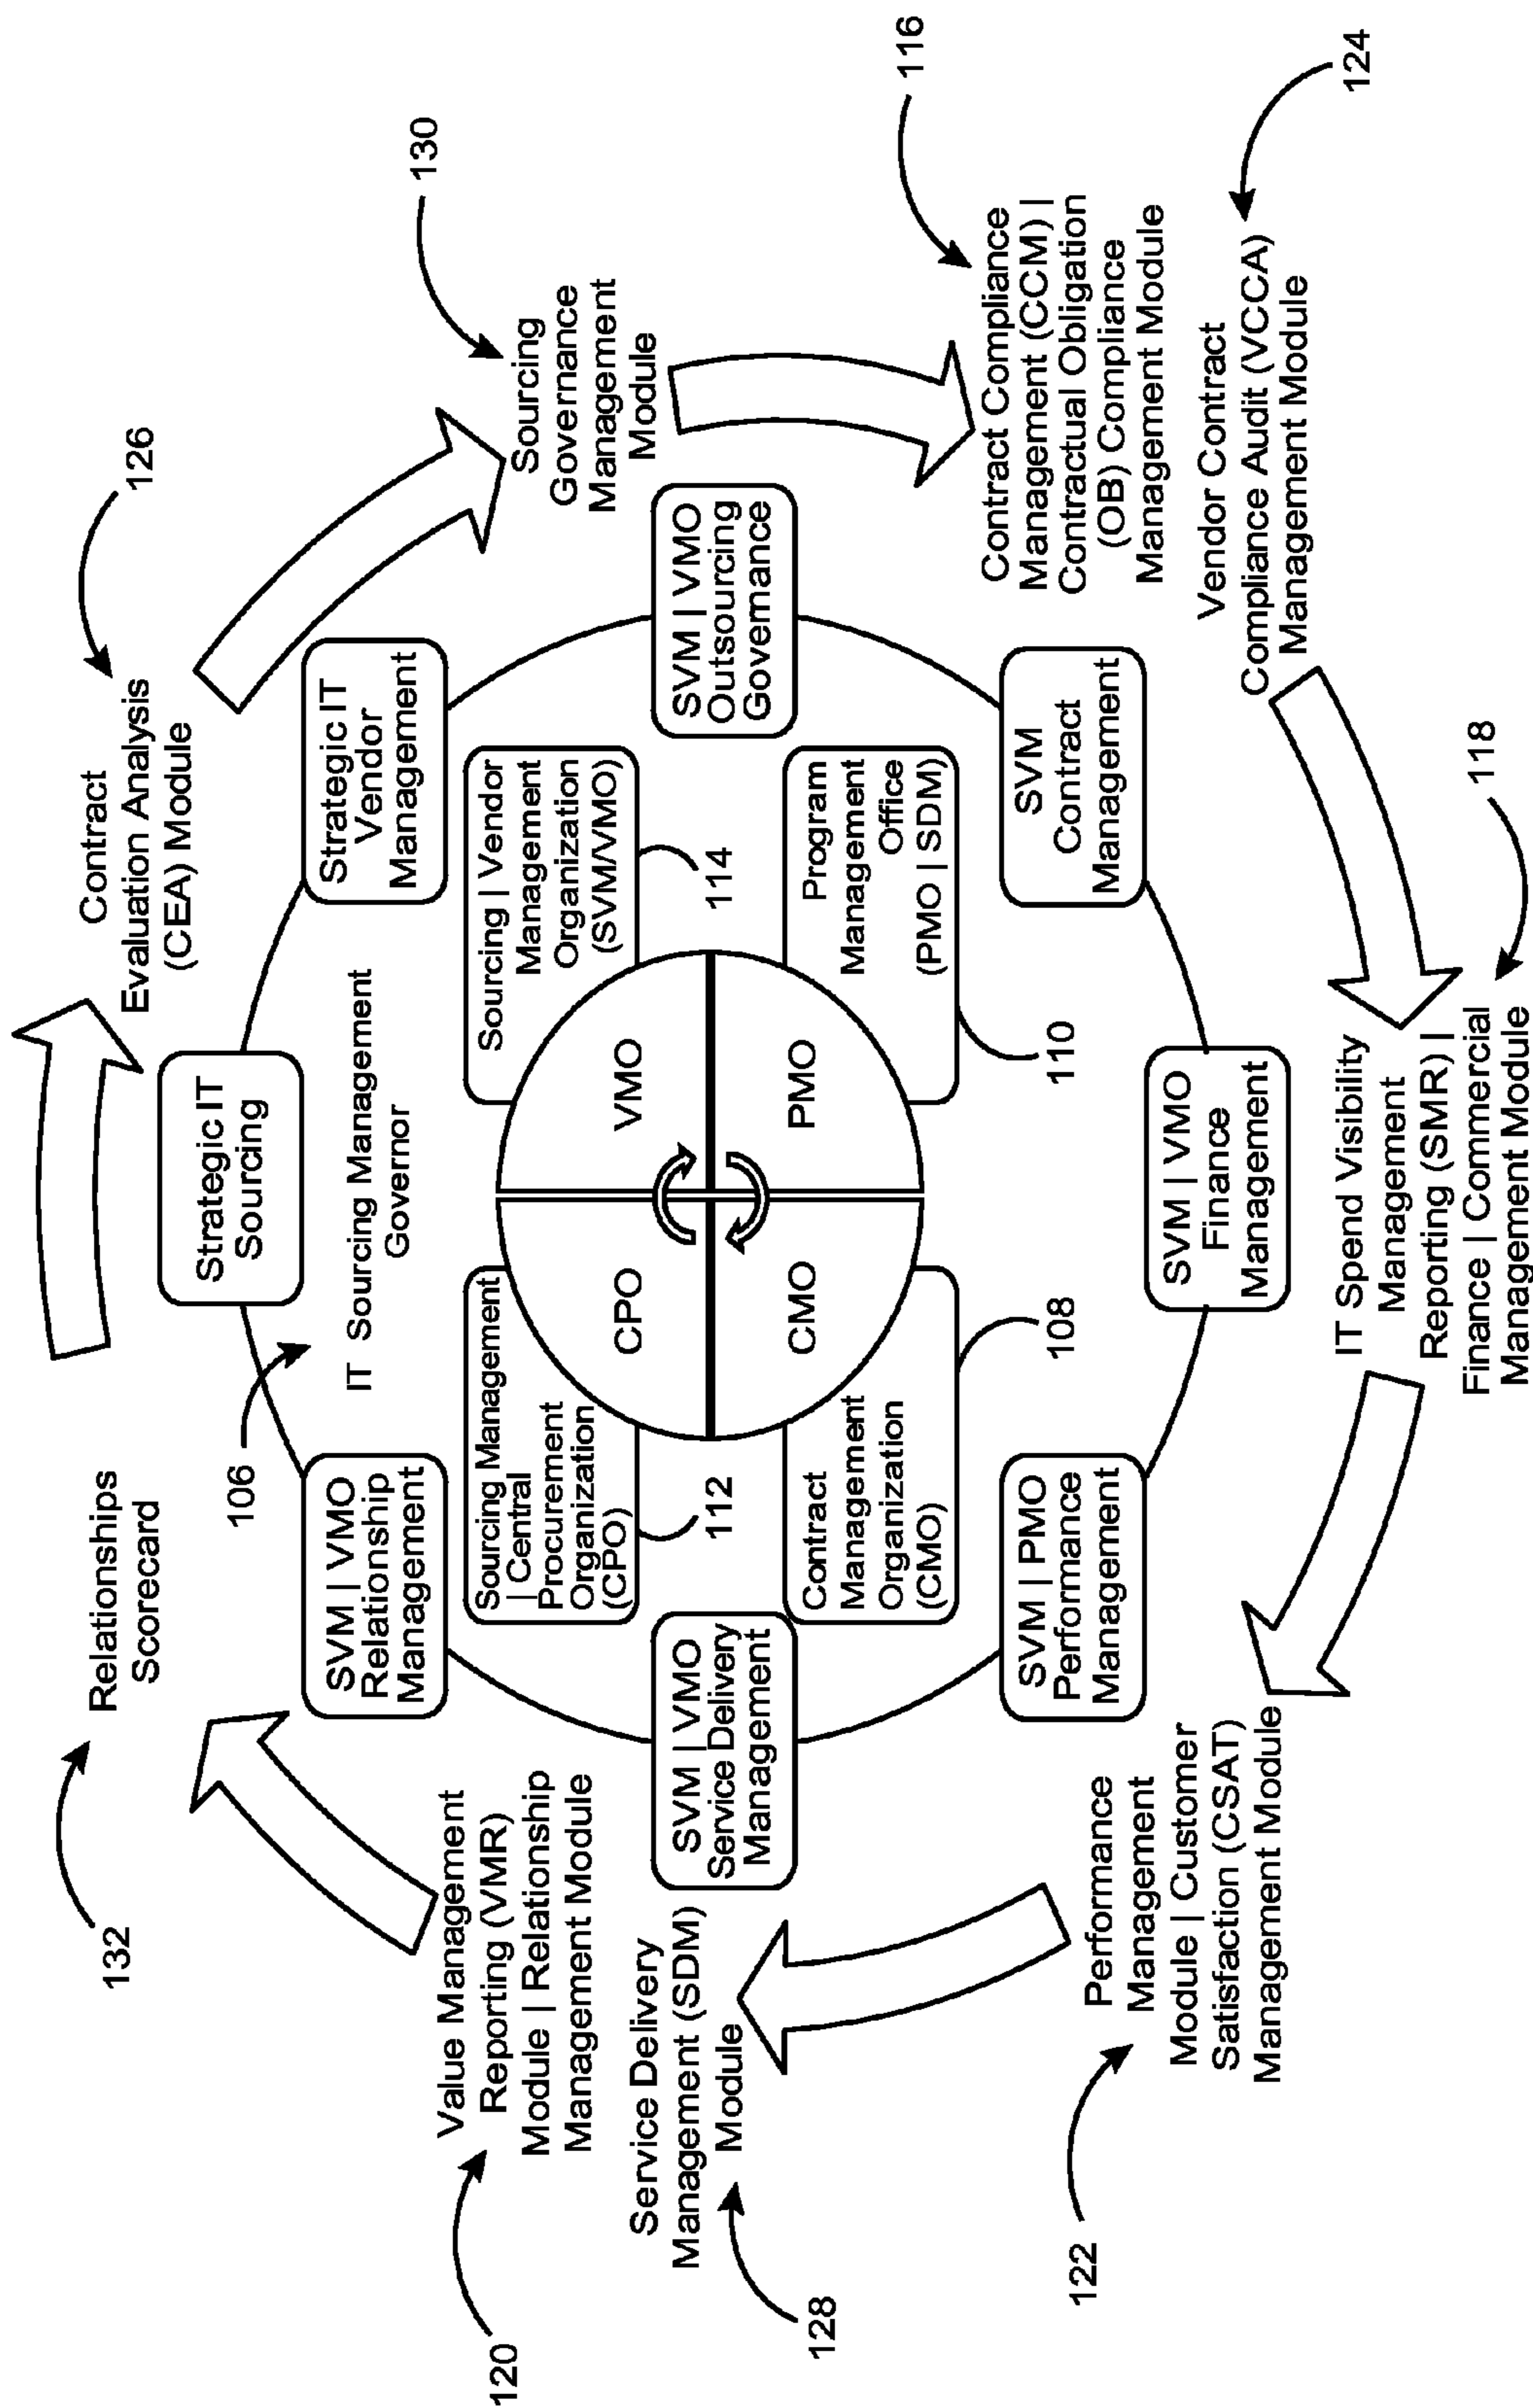 132
Relationships
Scorecard
Contract
Evaluation Analysis
(CEA) Module
126
106
Strategic IT
Sourcing
IT Sourcing Management
Governor
SVM | VMO
Relationship
Management
Strategic IT
Vendor
Management
130
120
Value Management
Reporting (VMR)
Module | Relationship
Management Module
Sourcing Management
| Central
Procurement
Organization
(CPO)
112
CPO
VMO
Sourcing | Vendor
Management
Organization
(SVM/VMO)
114
Sourcing
Governance
Management
Module
128
Service Delivery
Management (SDM)
Module
SVM | VMO
Service Delivery
Management
SVM | VMO
Outsourcing
Governance
Contract
Management
Organization
(CMO)
108
CMO
PMO
Program
Management
Office
(PMO | SDM)
110
116
Contract Compliance
Management (CCM) |
Contractual Obligation
(OB) Compliance
Management Module
122
Performance
Management
Module | Customer
Satisfaction (CSAT)
Management Module
SVM | PMO
Performance
Management
SVM
Contract
Management
SVM | VMO
Finance
Management
Vendor Contract
Compliance Audit (VCCA)
Management Module
124
IT Spend Visibility
Management
Reporting (SMR) |
Finance | Commercial
Management Module
118